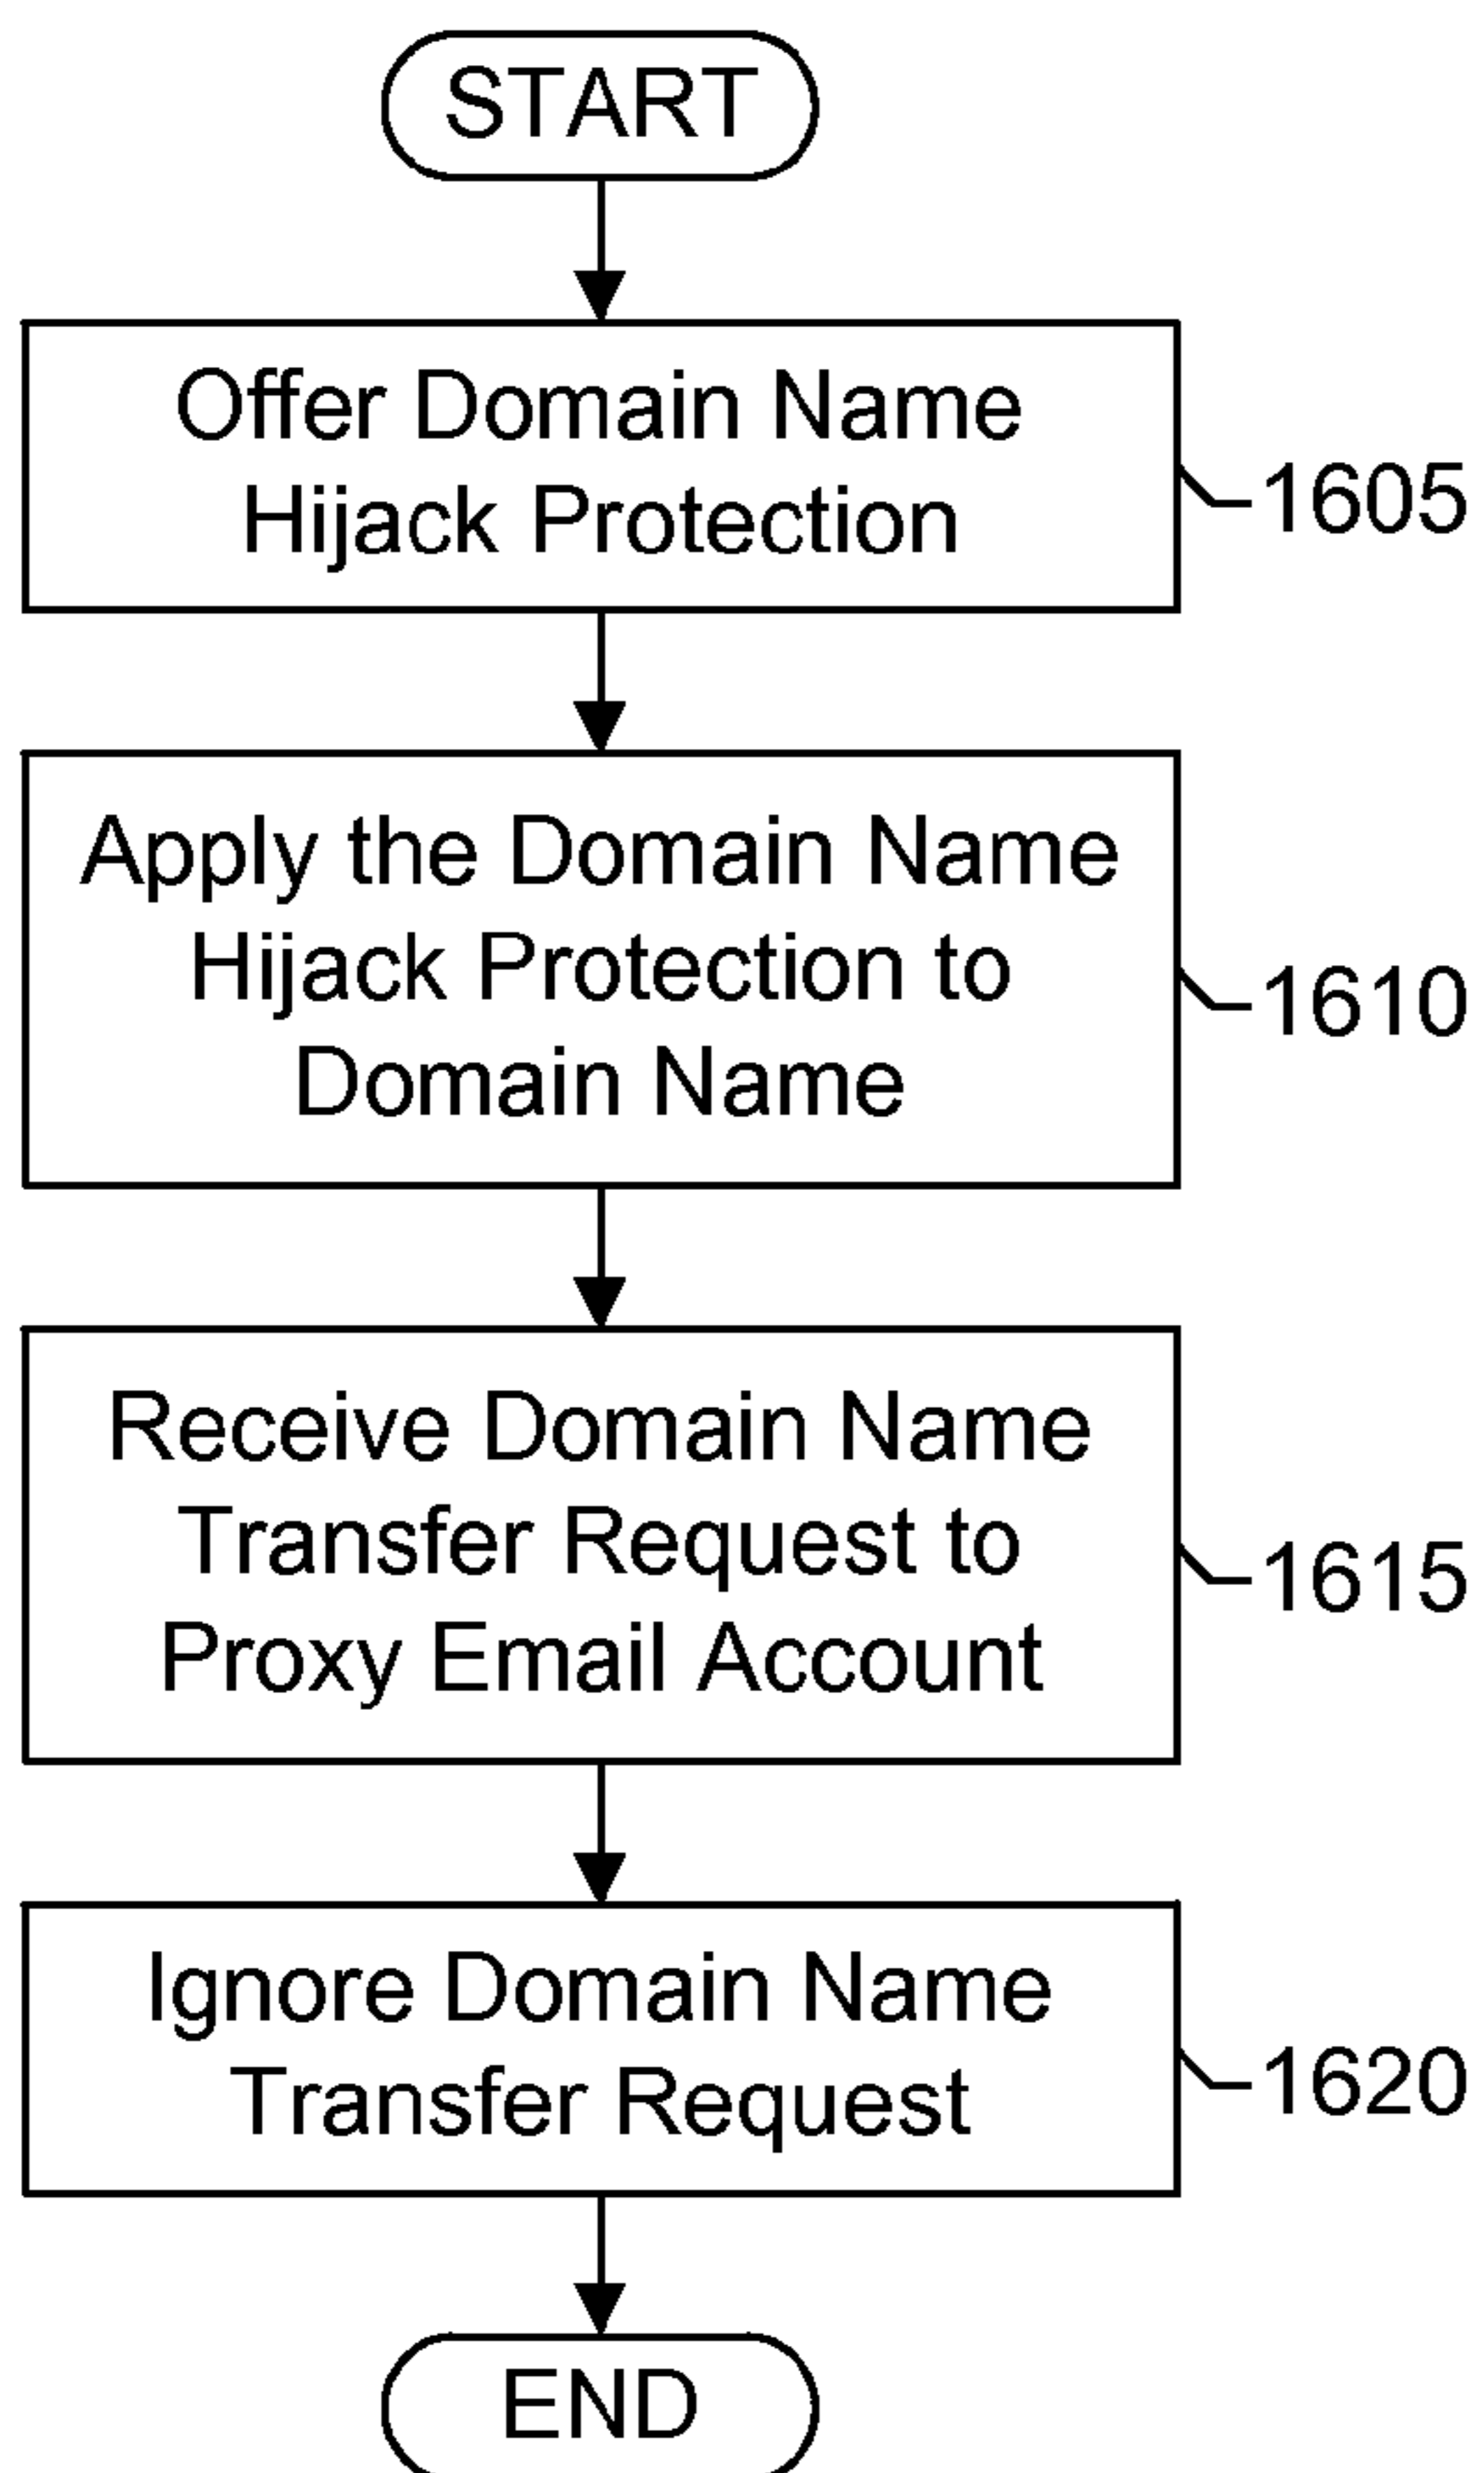 START
Offer Domain Name
Hijack Protection
1605
Apply the Domain Name
Hijack Protection to
Domain Name
1610
Receive Domain Name
Transfer Request to
Proxy Email Account
1615
Ignore Domain Name
Transfer Request
1620
END